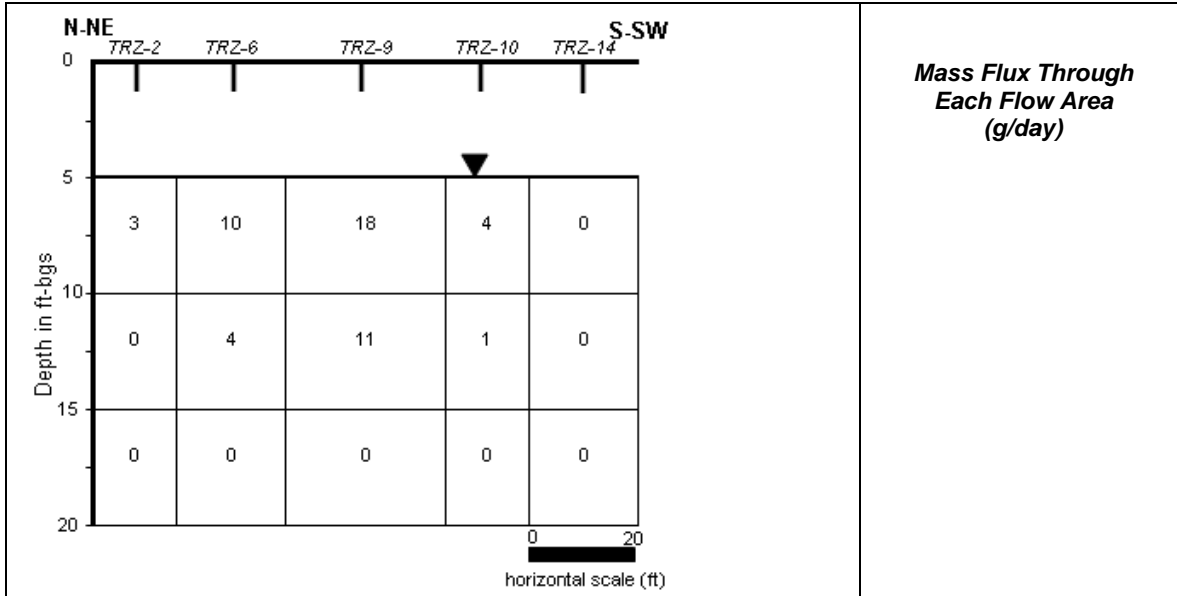 N-NE
S-SW
TRZ-2 TRZ-6 TRZ-9 TRZ-10 TRZ-14
0
5
3 10 18 4 0
10
0 4 11 1 0
15
0 0 0 0 0
20
Depth in ft-bgs
0 20
horizontal scale (ft)
Mass Flux Through
Each Flow Area
(g/day)